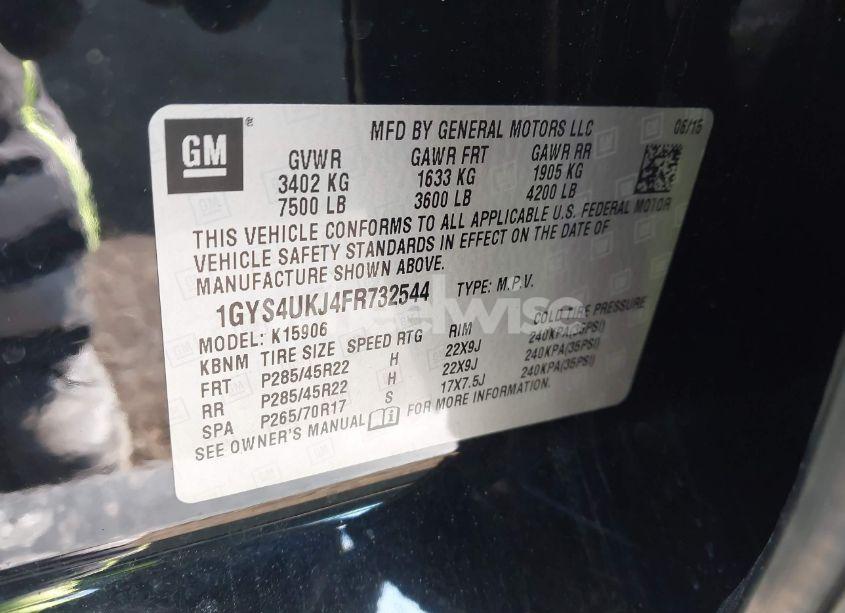 GM
MFD BY GENERAL MOTORS LLC 06/15
GVWR GAWR FRT GAWR RR
3402 KG 1633 KG 1905 KG
7500 LB 3600 LB 4200 LB
THIS VEHICLE CONFORMS TO ALL APPLICABLE U.S. FEDERAL MOTOR
VEHICLE SAFETY STANDARDS IN EFFECT ON THE DATE OF
MANUFACTURE SHOWN ABOVE.
1GYS4UKJ4FR732544 TYPE: M.P.V.
MODEL: K15906
KBNM TIRE SIZE SPEED RTG RIM COLD TIRE PRESSURE
FRT P285/45R22 H 22X9J 240KPA(35PSI)
RR P285/45R22 H 22X9J 240KPA(35PSI)
SPA P265/70R17 S 17X7.5J 240KPA(35PSI)
SEE OWNER'S MANUAL FOR MORE INFORMATION.